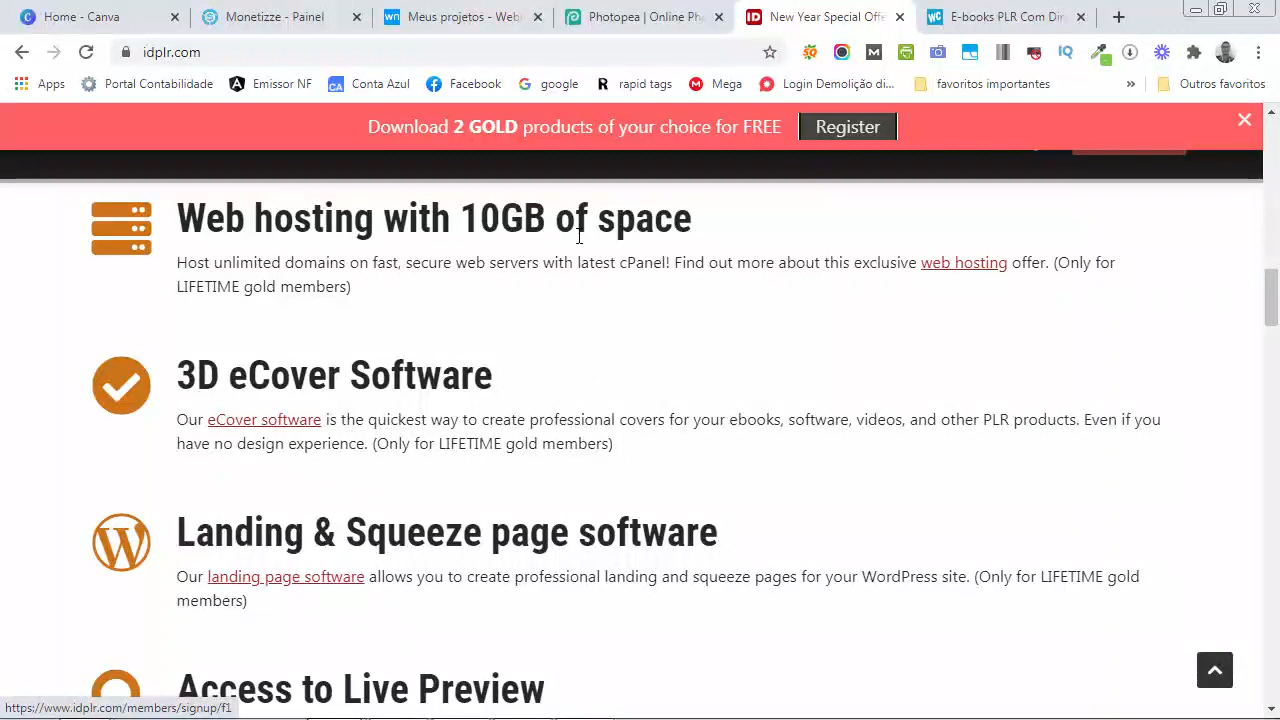 Home - Canva
Monetizze - Painel
Meus projetos - Web
Photopea | Online Ph
New Year Special Offe
E-books PLR Com Di
idplr.com
Apps
Portal Contabilidade
Emissor NF
Conta Azul
Facebook
google
rapid tags
Mega
Login Demolição di...
favoritos importantes
»
Outros favoritos
Download 2 GOLD products of your choice for FREE
Register
Web hosting with 10GB of space
Host unlimited domains on fast, secure web servers with latest cPanel! Find out more about this exclusive web hosting offer. (Only for
LIFETIME gold members)
3D eCover Software
Our eCover software is the quickest way to create professional covers for your ebooks, software, videos, and other PLR products. Even if you
have no design experience. (Only for LIFETIME gold members)
Landing & Squeeze page software
Our landing page software allows you to create professional landing and squeeze pages for your WordPress site. (Only for LIFETIME gold
members)
Access to Live Preview
https://www.idplr.com/members/signup/f1